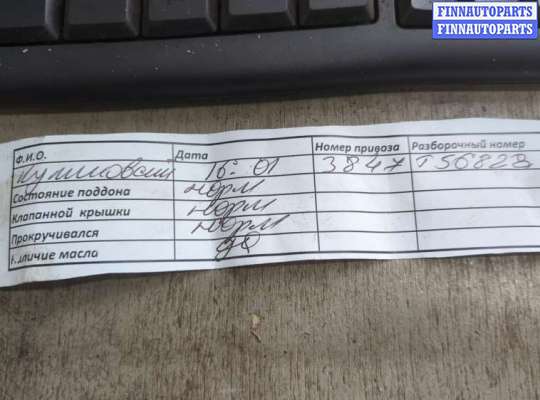 FINNAUTOPARTS
FINNAUTOPARTS
Ф.И.О. Дата Номер привоза Разборочный номер
16.01 3847 T56823
Состояние поддона норм
Клапанной крышки норм
Прокручивался норм
Наличие масла да